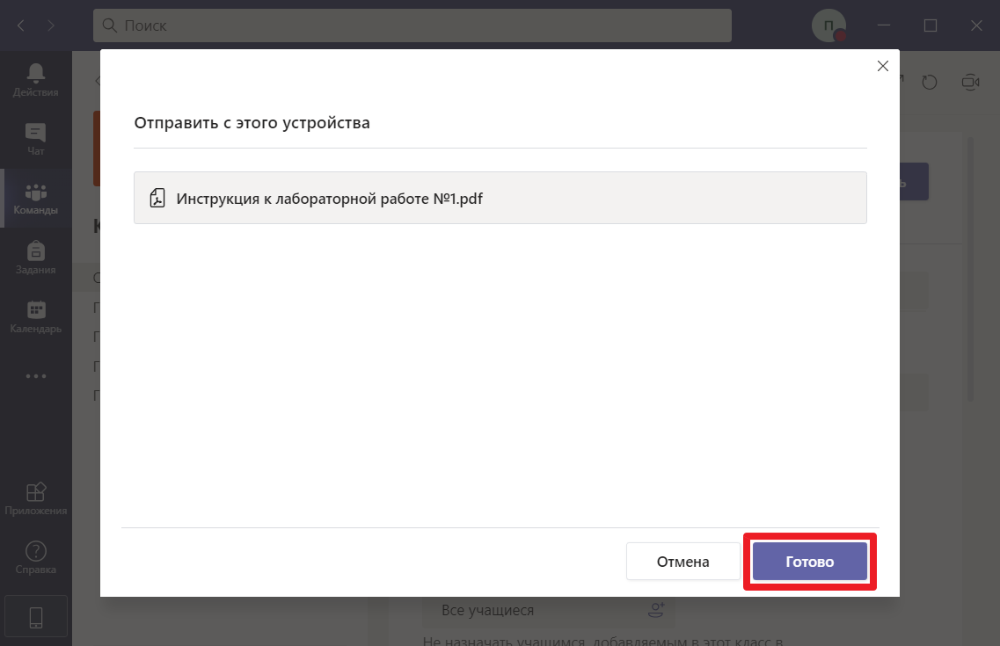 Поиск
П
Действия
Чат
Команды
Задания
Календарь
Приложения
Справка
Отправить с этого устройства
Инструкция к лабораторной работе №1.pdf
Отмена
Готово
Все учащиеся
Не назначать учащимся, добавляемым в этот класс в